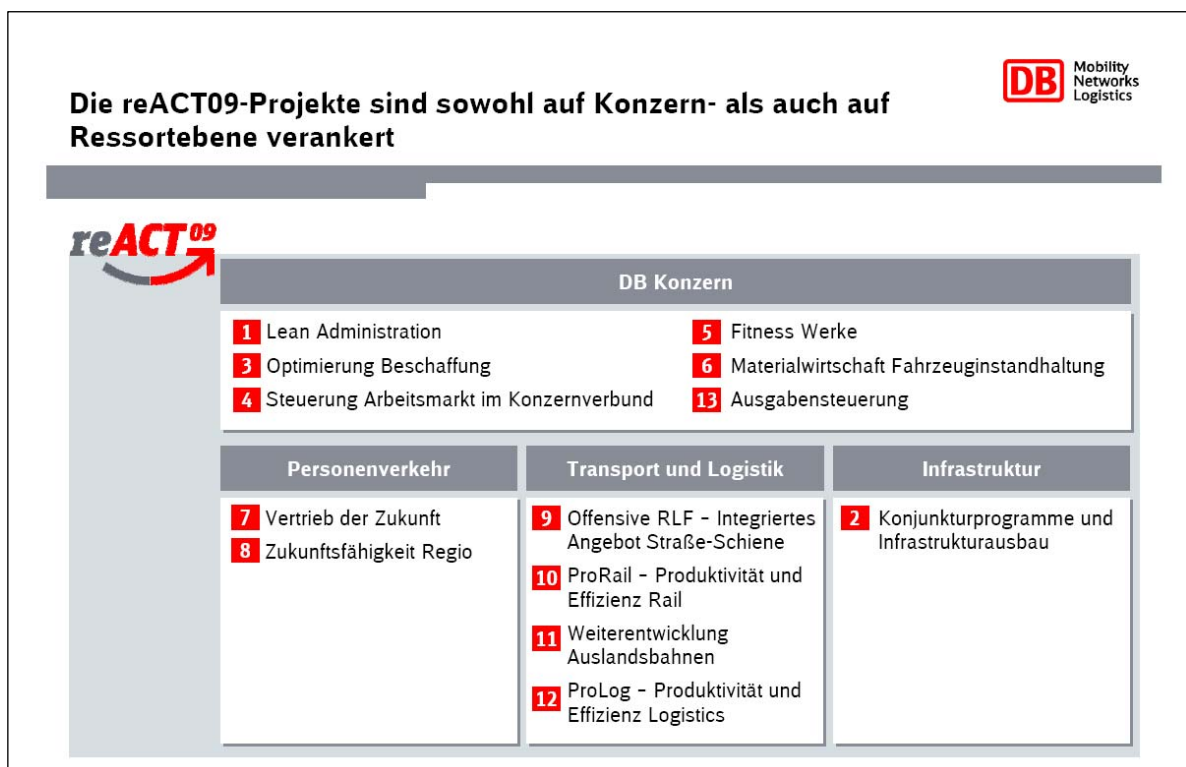 Die reACT09-Projekte sind sowohl auf Konzern- als auch auf
Ressortebene verankert
DB
Mobility
Networks
Logistics
reACT09
DB Konzern
1 Lean Administration
3 Optimierung Beschaffung
4 Steuerung Arbeitsmarkt im Konzernverbund
5 Fitness Werke
6 Materialwirtschaft Fahrzeuginstandhaltung
13 Ausgabensteuerung
Personenverkehr
7 Vertrieb der Zukunft
8 Zukunftsfähigkeit Regio
Transport und Logistik
9 Offensive RLF – Integriertes
Angebot Straße-Schiene
10 ProRail – Produktivität und
Effizienz Rail
11 Weiterentwicklung
Auslandsbahnen
12 ProLog – Produktivität und
Effizienz Logistics
Infrastruktur
2 Konjunkturprogramme und
Infrastrukturausbau